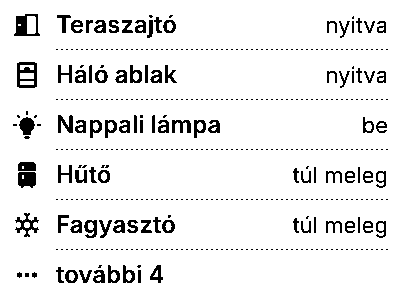 Teraszajtó nyitva
Háló ablak nyitva
Nappali lámpa be
Hűtő túl meleg
Fagyasztó túl meleg
további 4